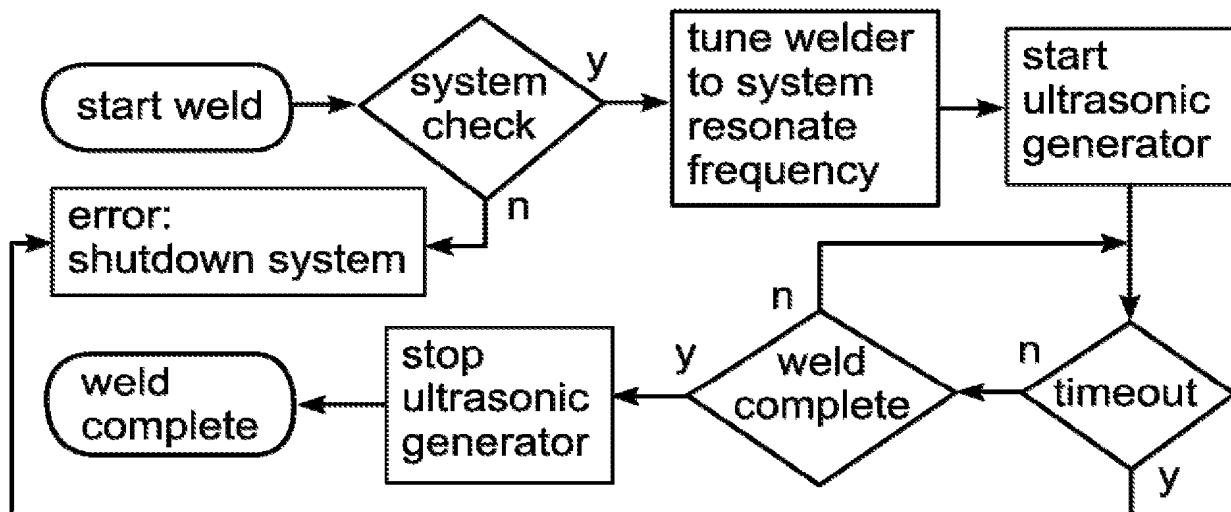 start weld
system
check
y
n
tune welder
to system
resonate
frequency
start
ultrasonic
generator
error:
shutdown system
timeout
n
y
weld
complete
n
y
stop
ultrasonic
generator
weld
complete